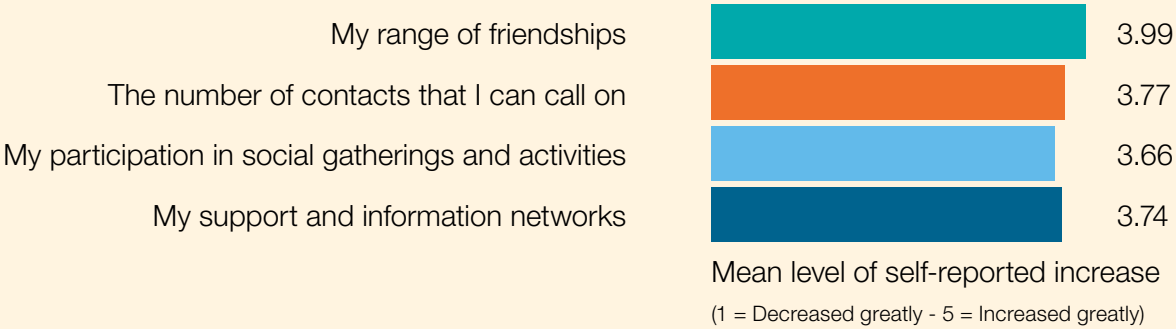 My range of friendships 3.99
The number of contacts that I can call on 3.77
My participation in social gatherings and activities 3.66
My support and information networks 3.74
Mean level of self-reported increase
(1 = Decreased greatly - 5 = Increased greatly)